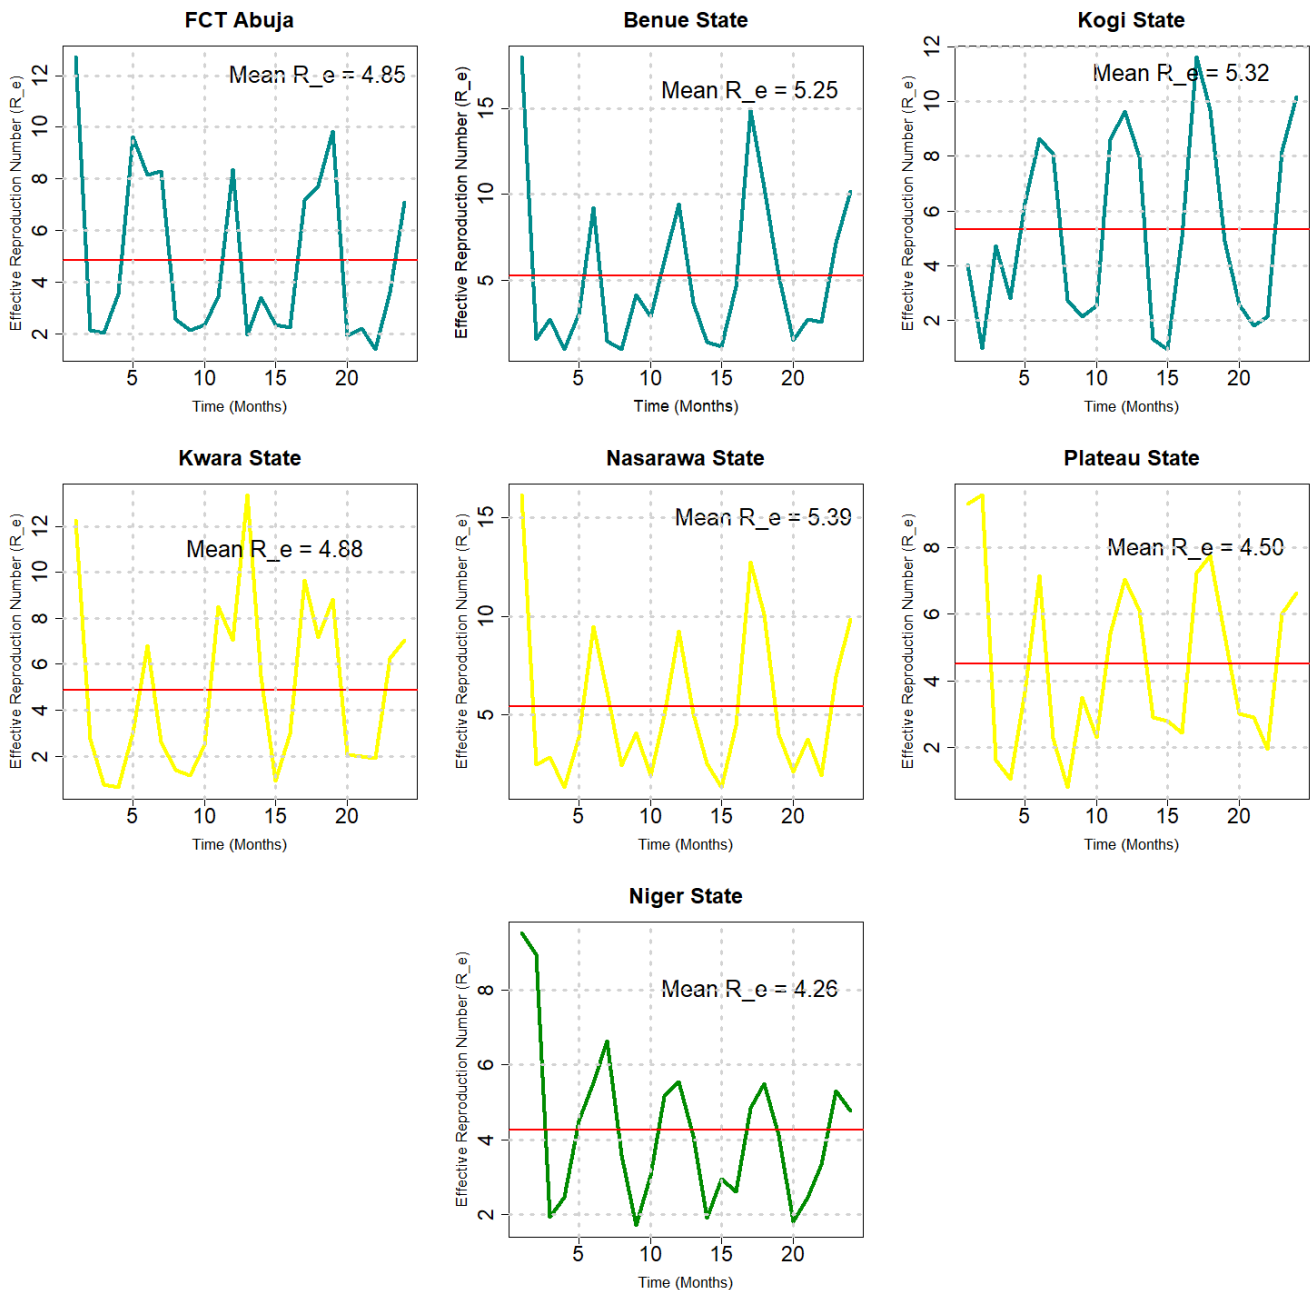 FCT Abuja
Effective Reproduction Number (R_e)
12
10
8
6
4
2
Mean R_e = 4.85
5 10 15 20
Time (Months)
Benue State
Effective Reproduction Number (R_e)
15
10
5
Mean R_e = 5.25
5 10 15 20
Time (Months)
Kogi State
Effective Reproduction Number (R_e)
12
10
8
6
4
2
Mean R_e = 5.32
5 10 15 20
Time (Months)
Kwara State
Effective Reproduction Number (R_e)
12
10
8
6
4
2
Mean R_e = 4.88
5 10 15 20
Time (Months)
Nasarawa State
Effective Reproduction Number (R_e)
15
10
5
Mean R_e = 5.39
5 10 15 20
Time (Months)
Plateau State
Effective Reproduction Number (R_e)
8
6
4
2
Mean R_e = 4.50
5 10 15 20
Time (Months)
Niger State
Effective Reproduction Number (R_e)
8
6
4
2
Mean R_e = 4.26
5 10 15 20
Time (Months)